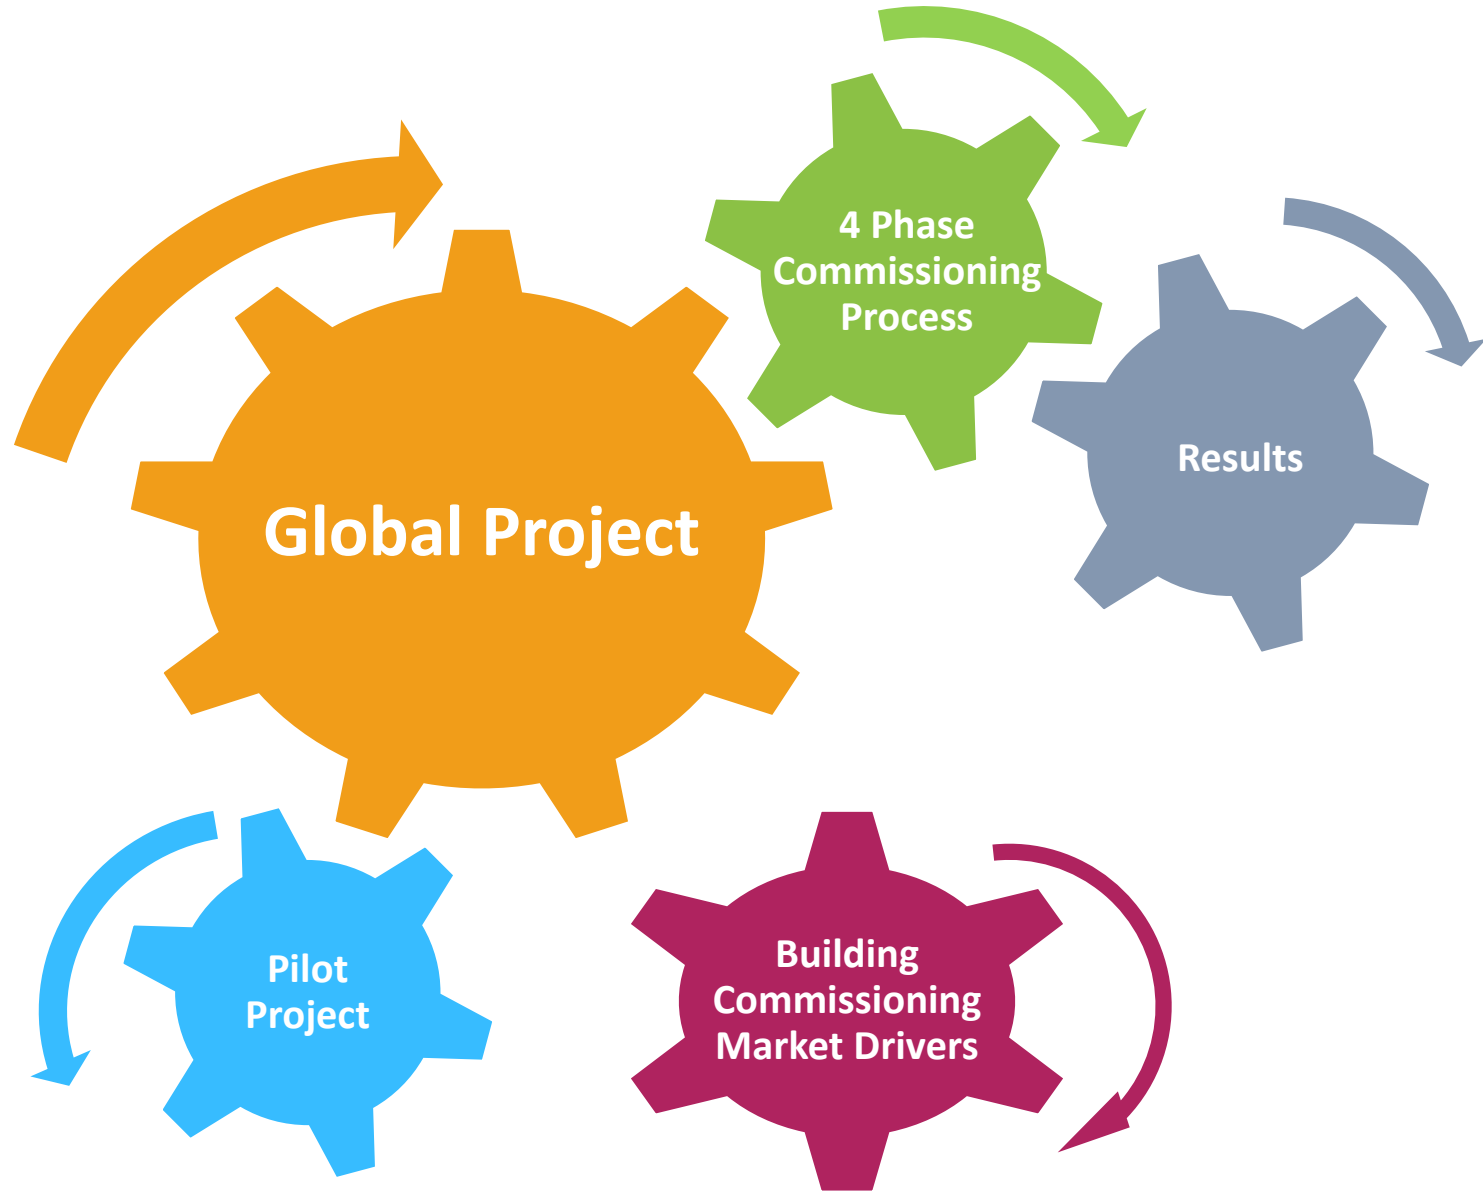 4 Phase
Commissioning
Process
Results
Global Project
Pilot
Project
Building
Commissioning
Market Drivers